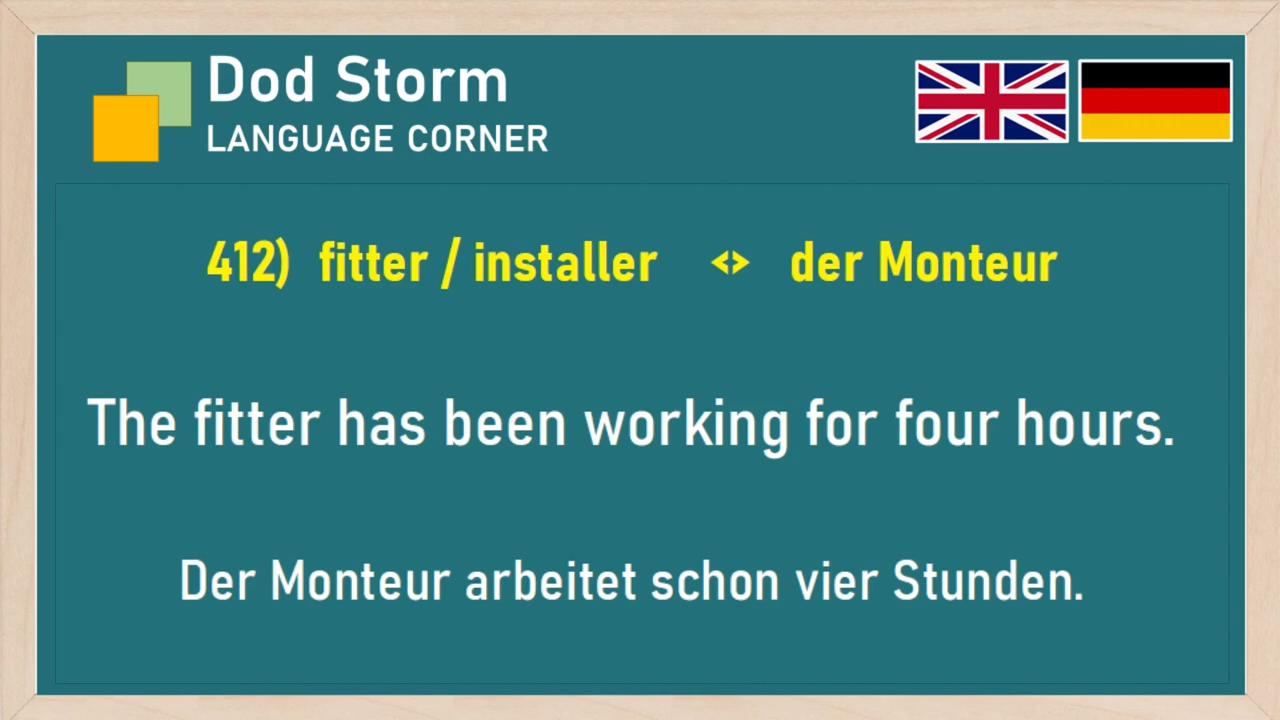 Dod Storm
LANGUAGE CORNER
412) fitter / installer <> der Monteur
The fitter has been working for four hours.
Der Monteur arbeitet schon vier Stunden.